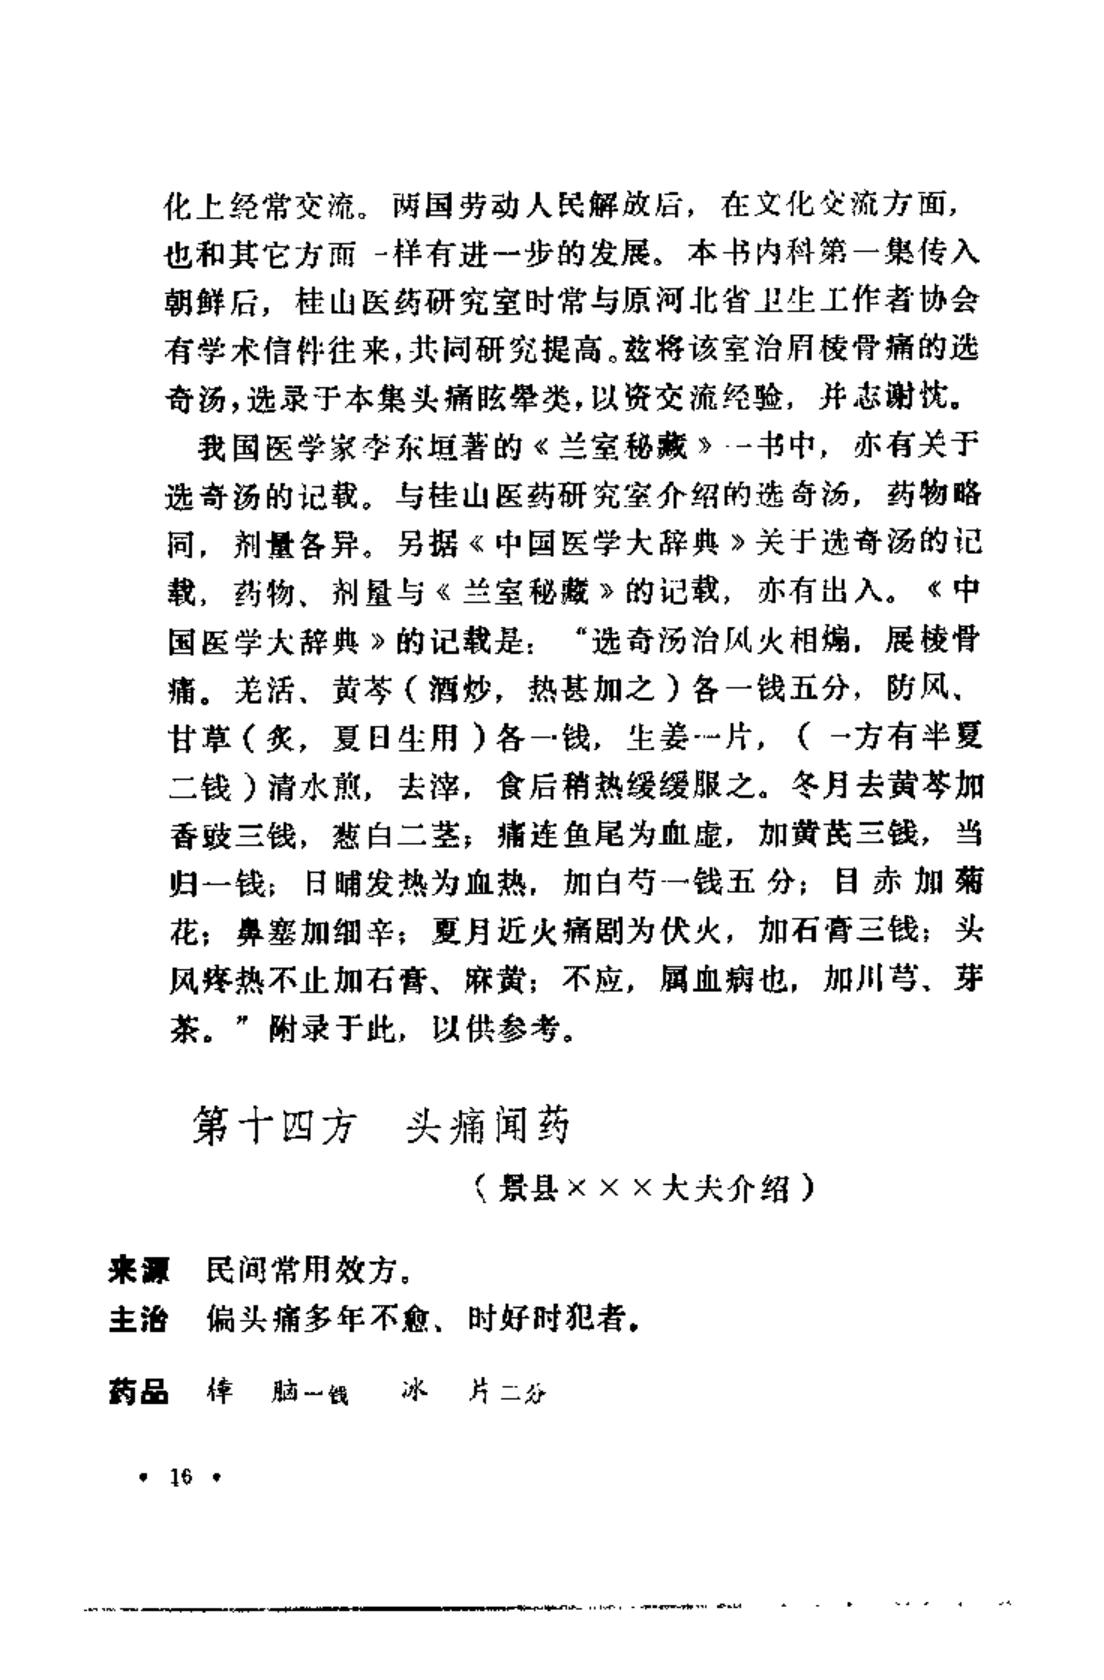 化上经常交流。两国劳动人民解放后，在文化交流方面，
也和其它方面一样有进一步的发展。本书内科第一集传入
朝鲜后，桂山医药研究室时常与原河北省卫生工作者协会
有学术信件往来，共同研究提高。兹将该室治眉棱骨痛的选
奇汤，选录于本集头痛眩晕类，以资交流经验，并志谢忱。
我国医学家李东垣著的《兰室秘藏》一书中，亦有关于
选奇汤的记载。与桂山医药研究室介绍的选奇汤，药物略
同，剂量各异。另据《中国医学大辞典》关于选奇汤的记
载，药物、剂量与《兰室秘藏》的记载，亦有出入。《中
国医学大辞典》的记载是：“选奇汤治风火相煽，展棱骨
痛。羌活、黄芩（酒炒，热甚加之）各一钱五分，防风、
甘草（炙，夏日生用）各一钱，生姜一片，（一方有半夏
二钱）清水煎，去滓，食后稍热缓缓服之。冬月去黄芩加
香豉三钱，葱白二茎；痛连鱼尾为血虚，加黄芪三钱，当
归一钱；日晡发热为血热，加白芍一钱五分；目赤加菊
花；鼻塞加细辛；夏月近火痛剧为伏火，加石膏三钱；头
风疼热不止加石膏、麻黄；不应，属血病也，加川芎、芽
茶。”附录于此，以供参考。
第十四方 头痛闻药
（景县×××大夫介绍）
来源 民间常用效方。
主治 偏头痛多年不愈、时好时犯者。
药品 樟 脑一钱 冰 片二分
• 16 •